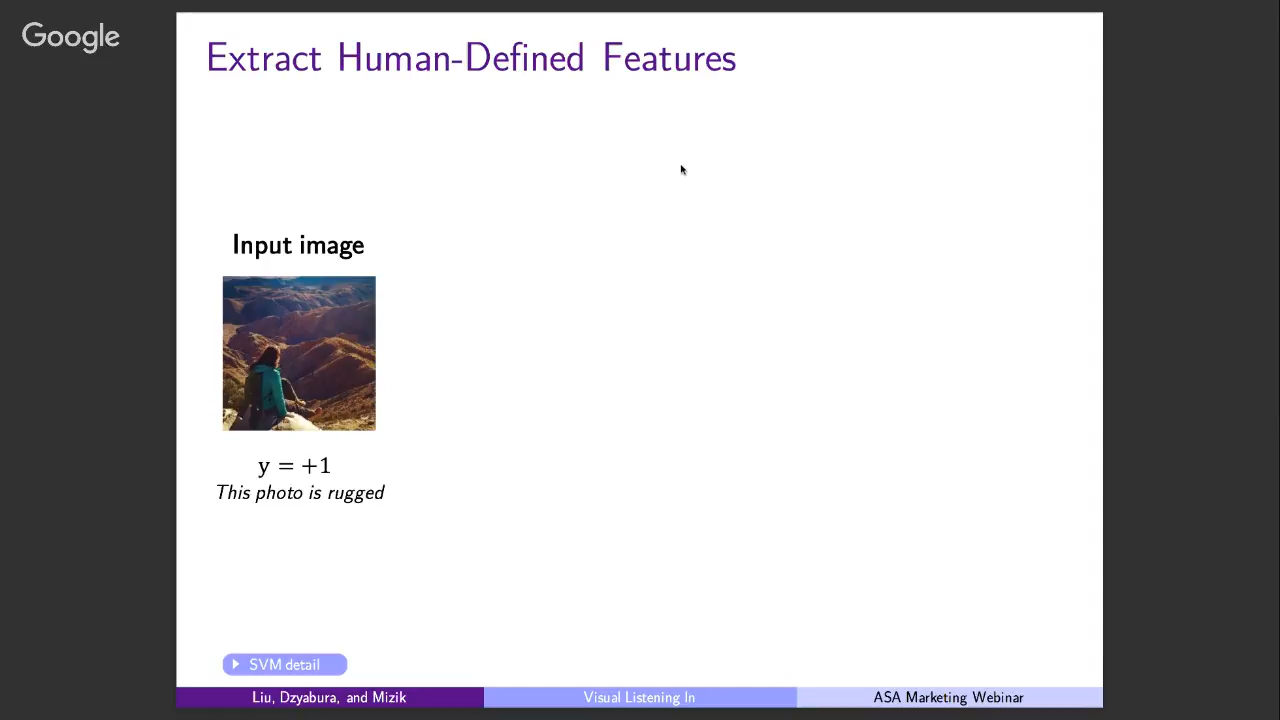 Google
Extract Human-Defined Features
Input image
y = +1
This photo is rugged
SVM detail
Liu, Dzyabura, and Mizik
Visual Listening In
ASA Marketing Webinar